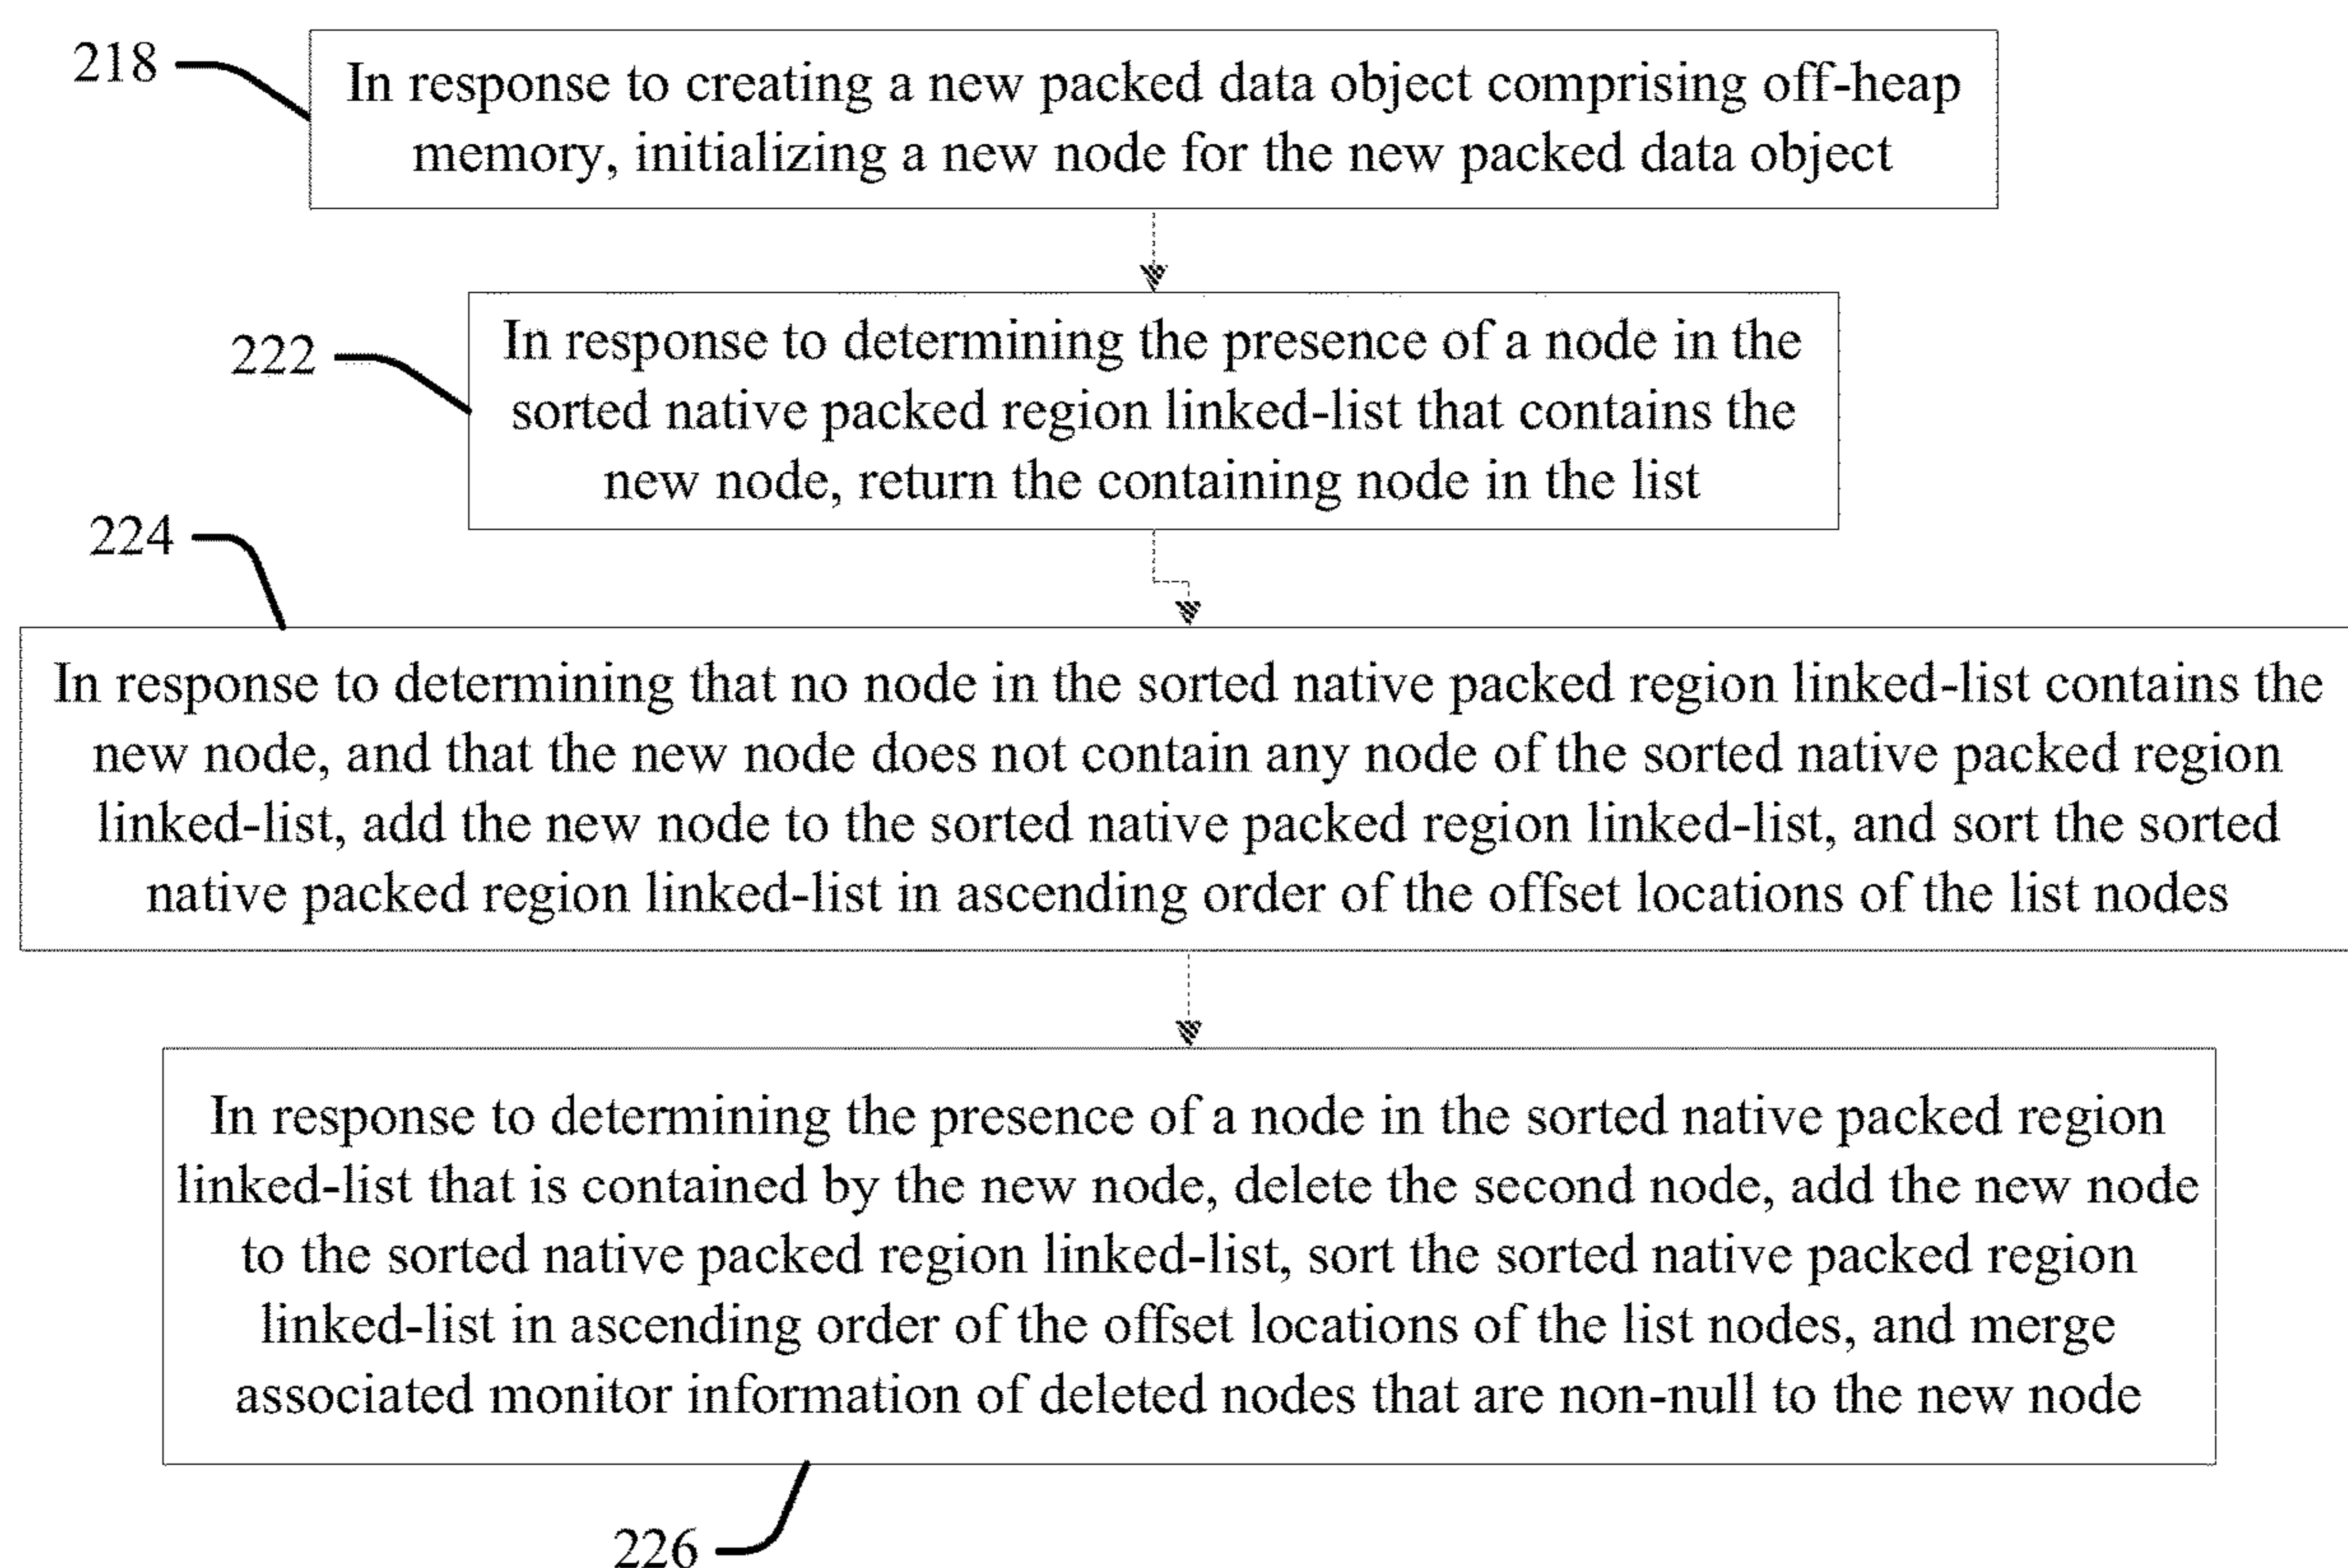 218
In response to creating a new packed data object comprising off-heap
memory, initializing a new node for the new packed data object
222
In response to determining the presence of a node in the
sorted native packed region linked-list that contains the
new node, return the containing node in the list
224
In response to determining that no node in the sorted native packed region linked-list contains the
new node, and that the new node does not contain any node of the sorted native packed region
linked-list, add the new node to the sorted native packed region linked-list, and sort the sorted
native packed region linked-list in ascending order of the offset locations of the list nodes
In response to determining the presence of a node in the sorted native packed region
linked-list that is contained by the new node, delete the second node, add the new node
to the sorted native packed region linked-list, sort the sorted native packed region
linked-list in ascending order of the offset locations of the list nodes, and merge
associated monitor information of deleted nodes that are non-null to the new node
226